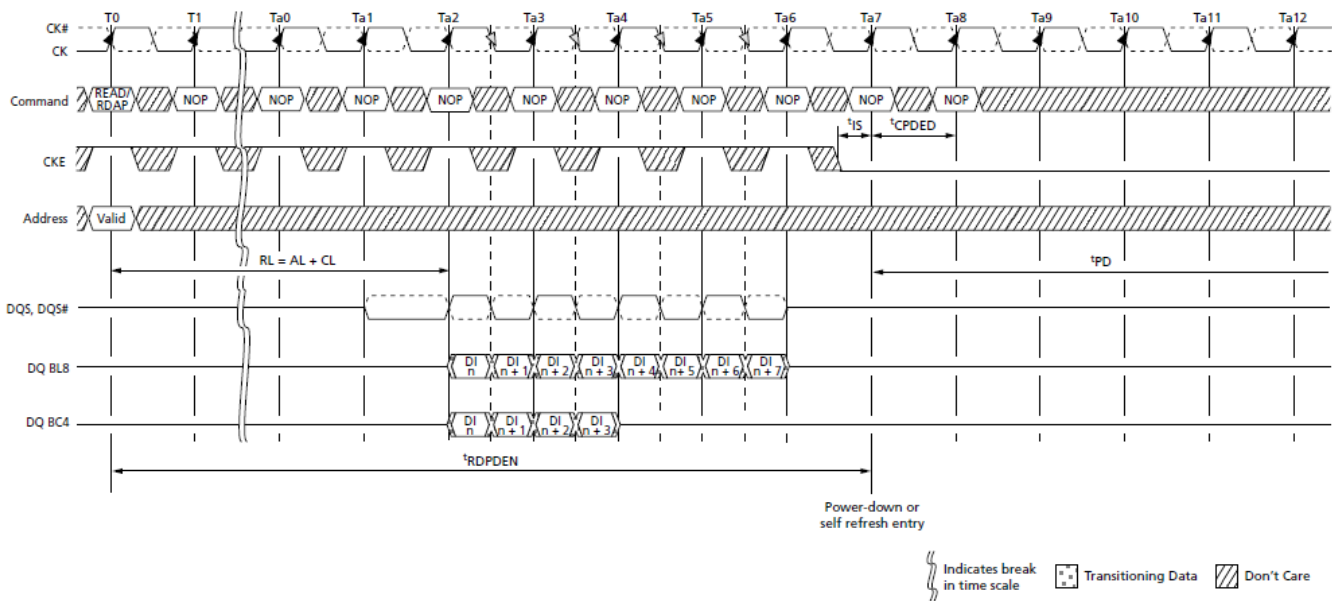 T0 T1 Ta0 Ta1 Ta2 Ta3 Ta4 Ta5 Ta6 Ta7 Ta8 Ta9 Ta10 Ta11 Ta12
CK#
CK
Command READ/ NOP NOP NOP NOP NOP NOP NOP NOP NOP NOP
RDAP
tIS tCPDED
CKE
Address Valid
RL = AL + CL tPD
DQS, DQS#
DQ BL8 DI DI DI DI DI DI DI DI
n n + 1 n + 2 n + 3 n + 4 n+ 5 n + 6 n + 7
DQ BC4 DI DI DI DI
n n + 1 n + 2 n + 3
tRDPDEN
Power-down or
self refresh entry
Indicates break
in time scale
Transitioning Data
Don't Care